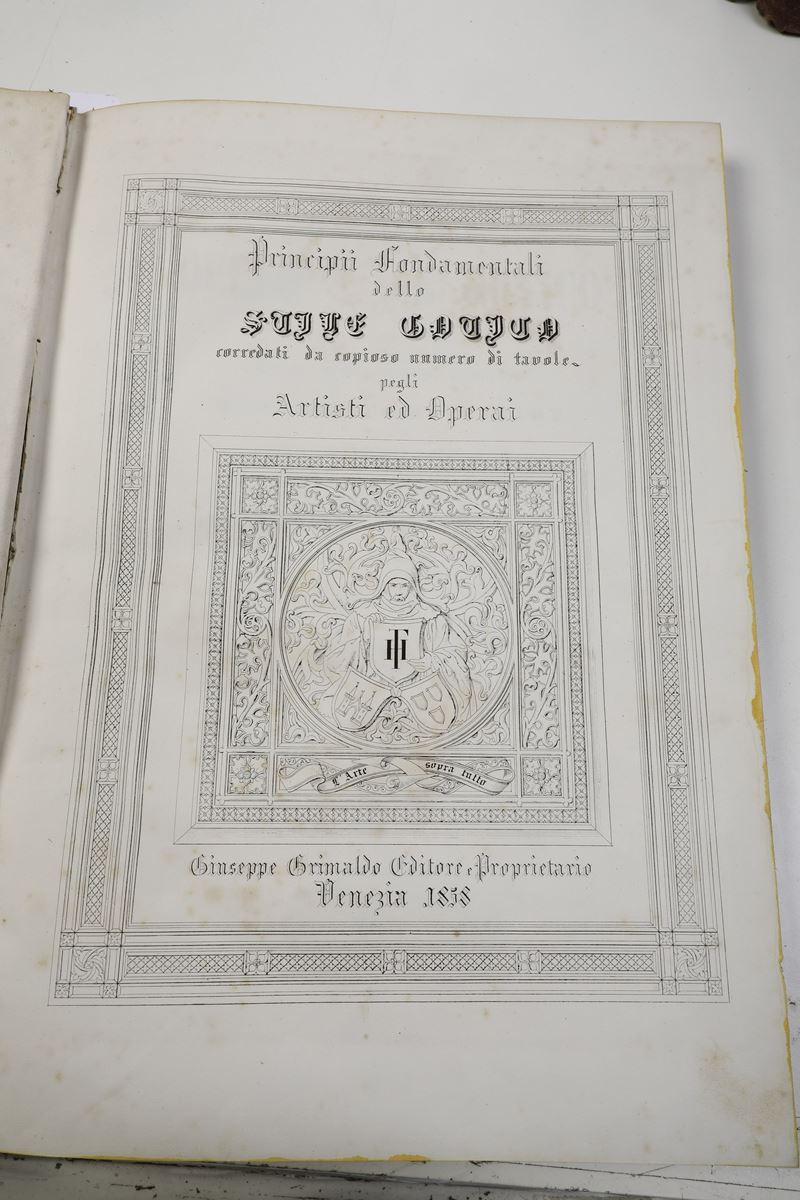 Principii Fondamentali
dello
STILE GOTICO
corredati da copioso numero di tavole
pegli
Artisti ed Operai
L'Arte sopra tutto
Giuseppe Grimaldo Editore e Proprietario
Venezia 1858